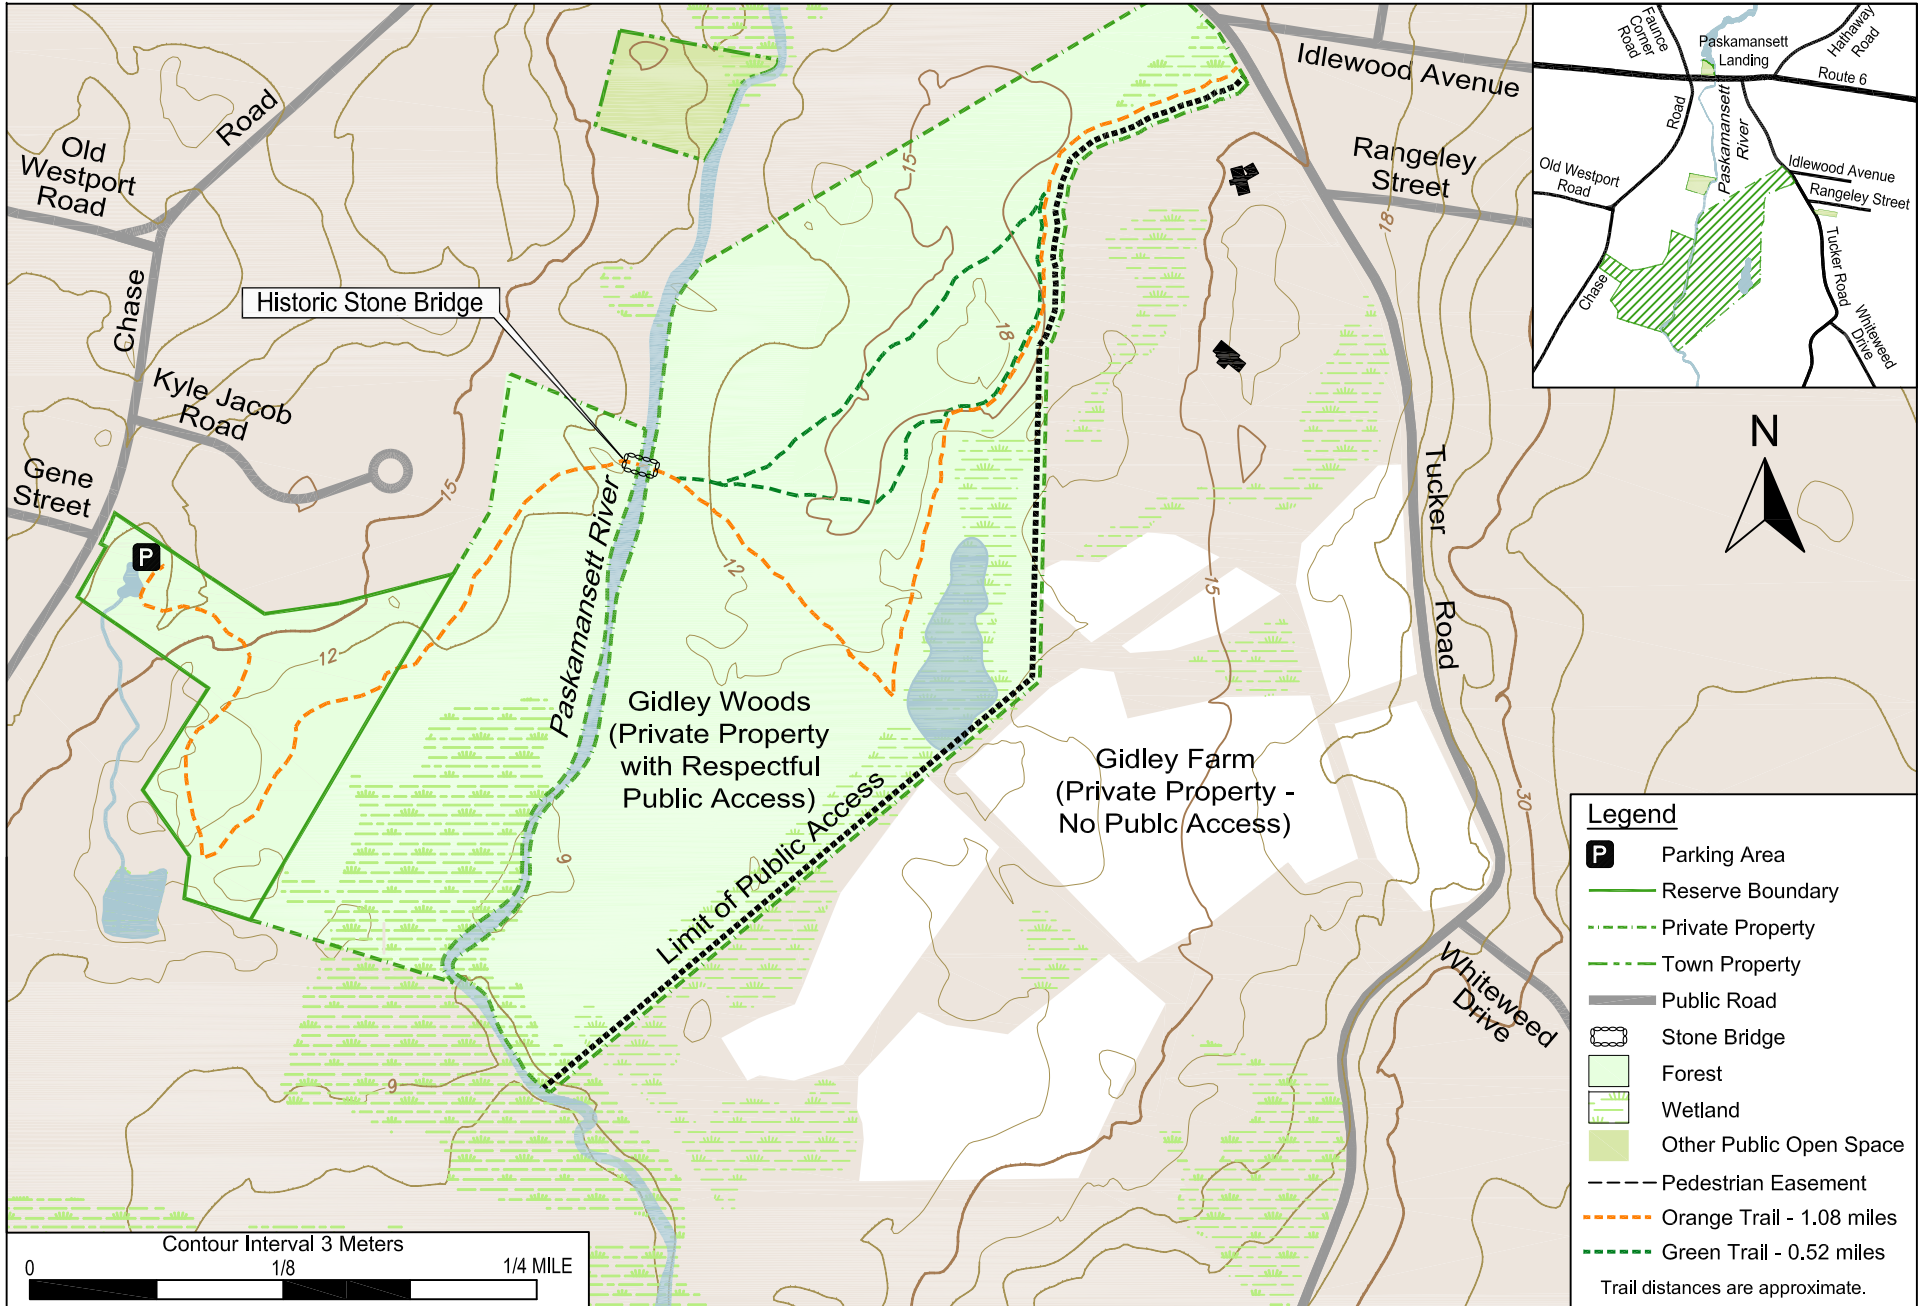 Old
Westport
Road
Road
Chase
Kyle Jacob
Road
Gene
Street
P
Historic Stone Bridge
Paskamansett River
Idlewood Avenue
Rangeley
Street
Tucker
Road
Whiteweed
Drive
Gidley Woods
(Private Property
with Respectful
Public Access)
Limit of Public Access
Gidley Farm
(Private Property -
No Publc Access)
15
15
18
18
12
12
15
15
9
9
30
N
Faunce
Corner
Road
Paskamansett
Landing
Hathaway
Road
Route 6
Road
Paskamansett
River
Old Westport
Road
Idlewood Avenue
Rangeley Street
Tucker Road
Chase
Whiteweed
Drive
Legend
P Parking Area
Reserve Boundary
Private Property
Town Property
Public Road
Stone Bridge
Forest
Wetland
Other Public Open Space
Pedestrian Easement
Orange Trail - 1.08 miles
Green Trail - 0.52 miles
Trail distances are approximate.
Contour Interval 3 Meters
0 1/8 1/4 MILE